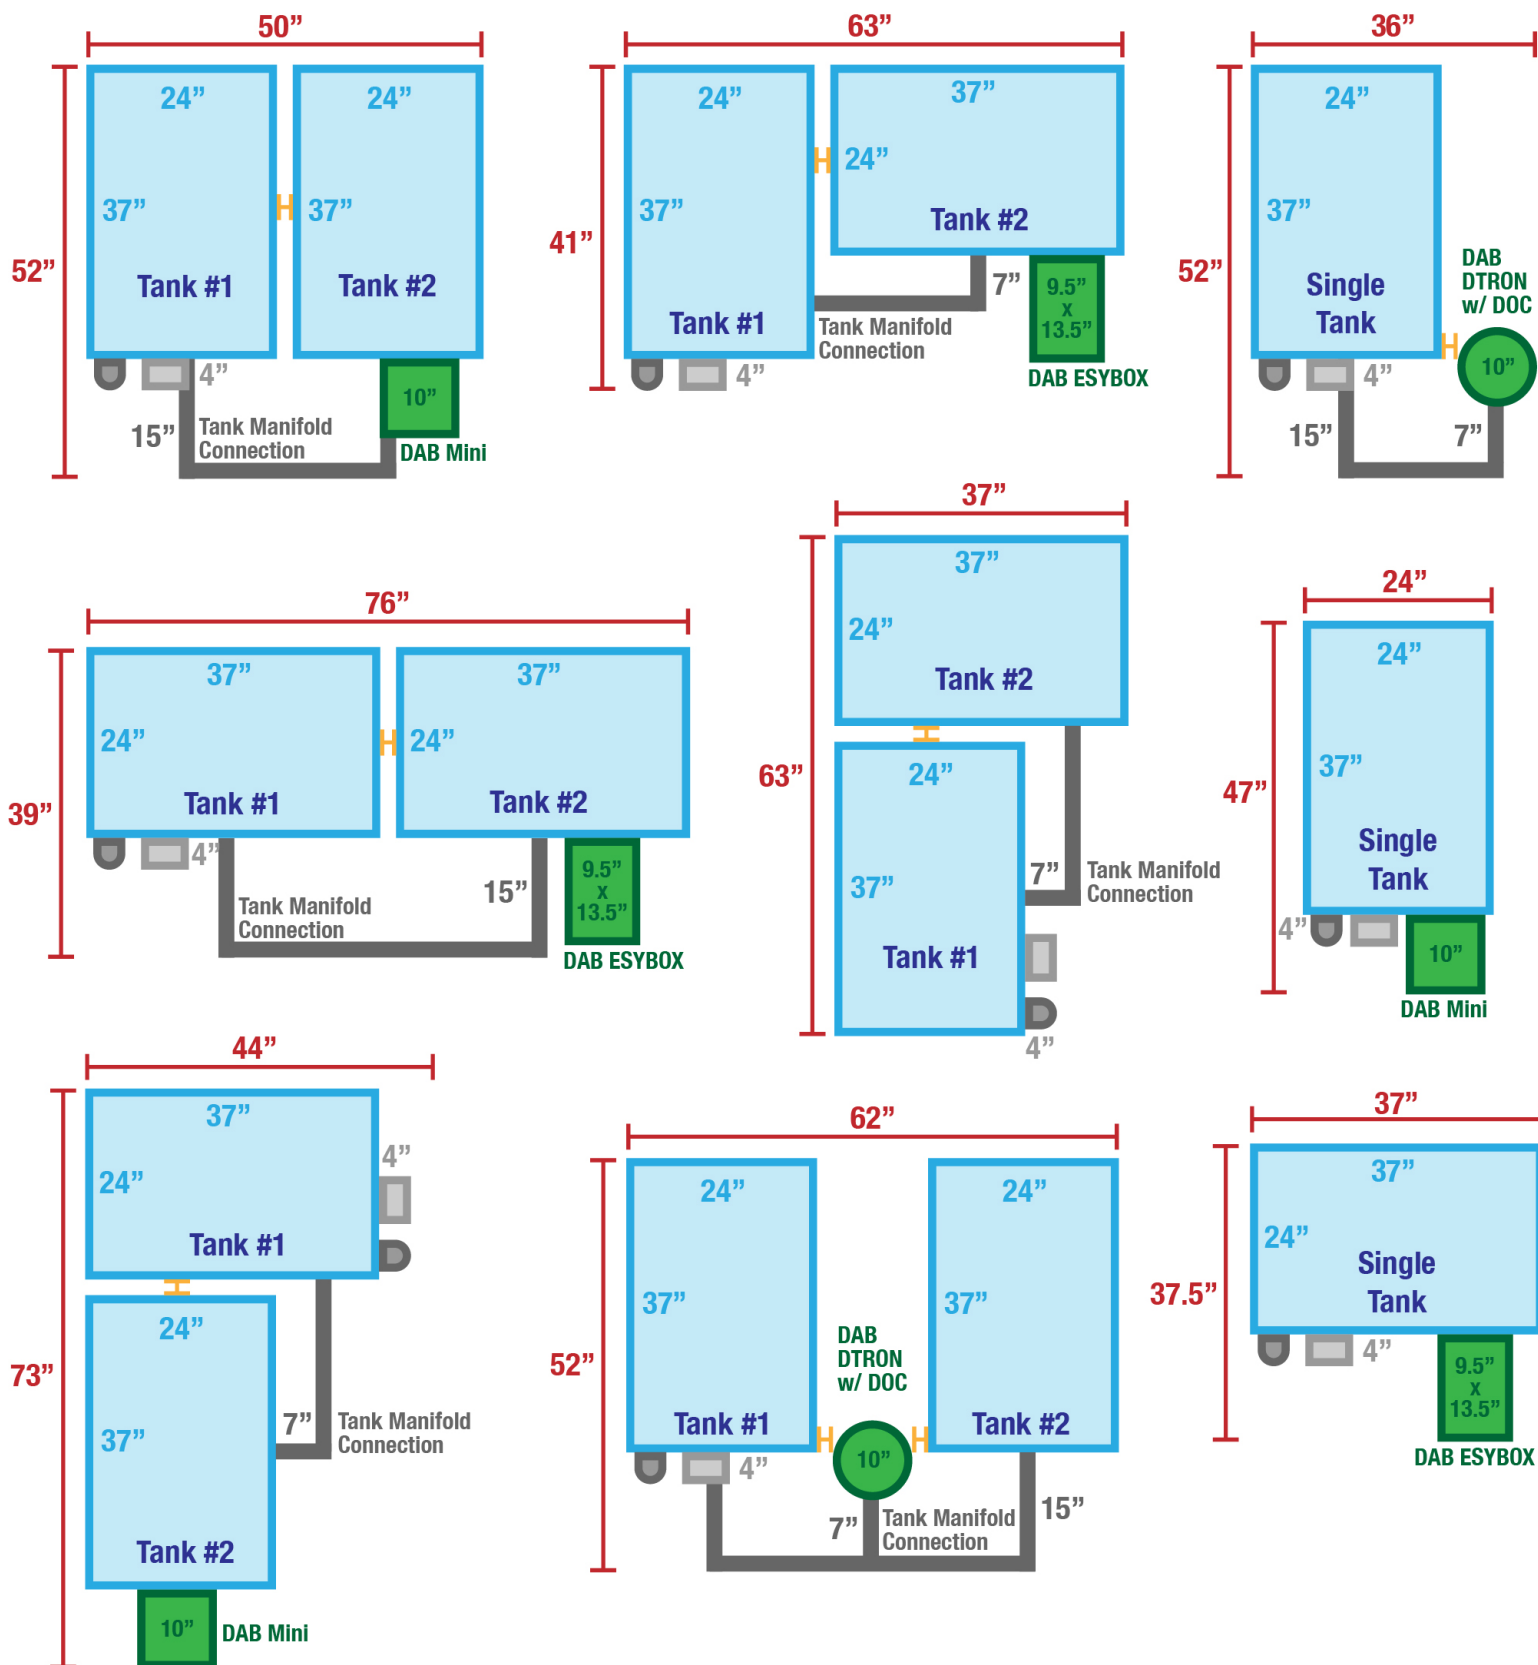 50”
24”
24”
37”
37”
52”
Tank #1
Tank #2
4”
10”
15”
Tank Manifold
Connection
DAB Mini
63”
24”
37”
24”
37”
Tank #2
41”
7”
9.5”
x
13.5”
Tank #1
Tank Manifold
Connection
4”
DAB ESYBOX
36”
24”
37”
DAB
DTRON
w/ DOC
52”
Single
Tank
10”
4”
15”
7”
76”
37”
37”
24”
24”
Tank #1
Tank #2
39”
4”
9.5”
x
13.5”
15”
Tank Manifold
Connection
DAB ESYBOX
37”
37”
24”
Tank #2
63”
24”
7”
Tank Manifold
Connection
37”
Tank #1
4”
24”
24”
37”
47”
Single
Tank
4”
10”
DAB Mini
44”
37”
4”
24”
Tank #1
24”
73”
7”
Tank Manifold
Connection
37”
Tank #2
10”
DAB Mini
62”
24”
24”
37”
37”
DAB
DTRON
w/ DOC
52”
Tank #1
Tank #2
4”
10”
15”
7”
Tank Manifold
Connection
37”
37”
24”
Single
Tank
37.5”
4”
9.5”
x
13.5”
DAB ESYBOX